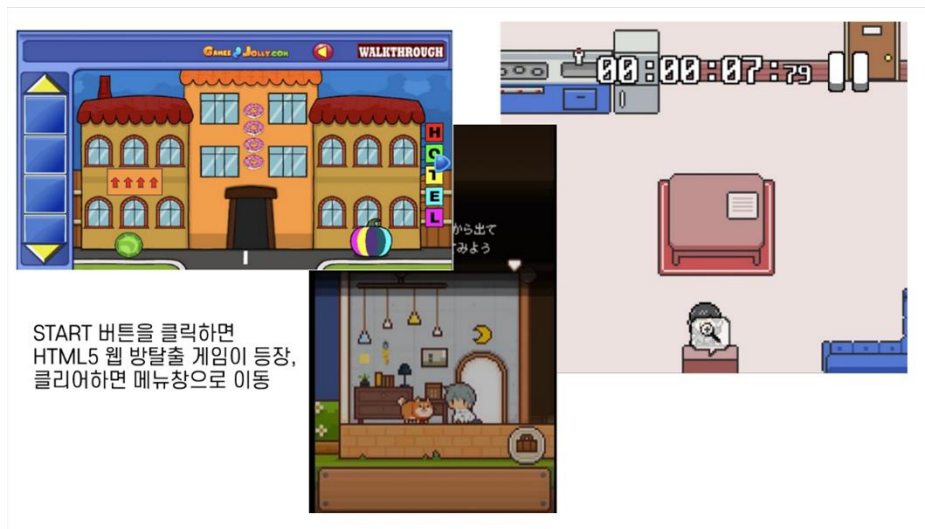 GAMES2JOLLY.COM
WALKTHROUGH
H
O
T
E
L
00:00:07:79
から出て
てみよう
START 버튼을 클릭하면
HTML5 웹 방탈출 게임이 등장,
클리어하면 메뉴창으로 이동